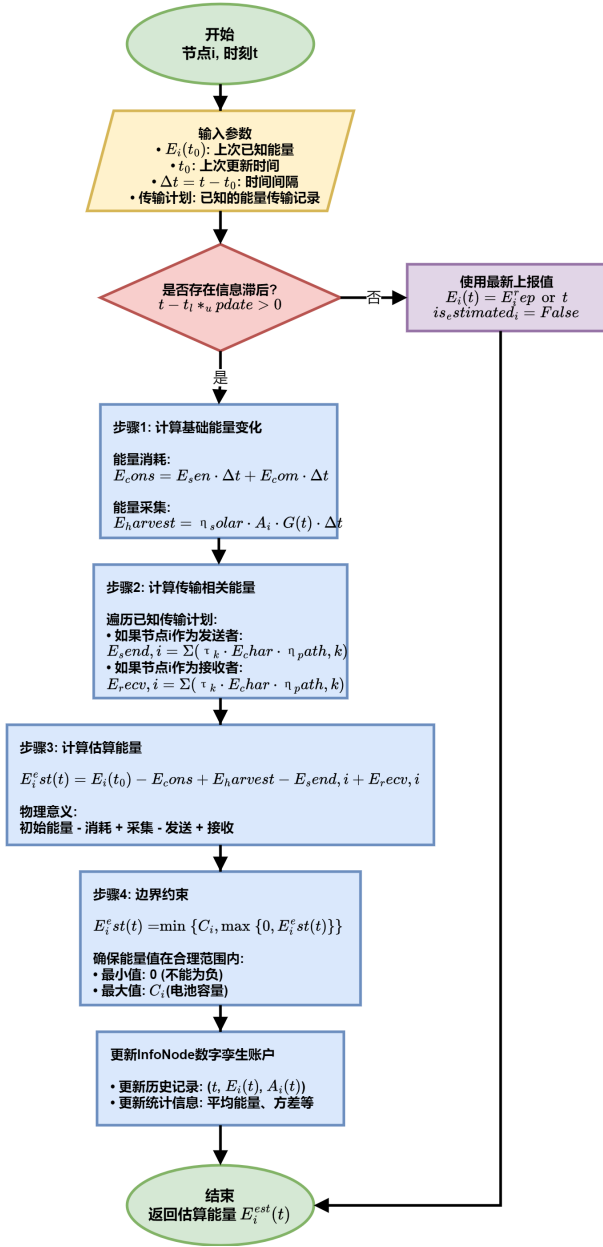 开始
节点i, 时刻t
输入参数
• $E_i(t_0)$: 上次已知能量
• $t_0$: 上次更新时间
• $\Delta t = t - t_0$: 时间间隔
• 传输计划: 已知的能量传输记录
是否存在信息滞后?
$t - t_l *_u pdate > 0$
否
使用最新上报值
$E_i(t) = E_i^r ep$ or $t$
$is_e stimated_i = False$
是
步骤1: 计算基础能量变化
能量消耗:
$E_c ons = E_s en \cdot \Delta t + E_c om \cdot \Delta t$
能量采集:
$E_h arvest = η_s olar \cdot A_i \cdot G(t) \cdot \Delta t$
步骤2: 计算传输相关能量
遍历已知传输计划:
• 如果节点i作为发送者:
$E_s end, i = \Sigma(τ_k \cdot E_c har \cdot η_p ath, k)$
• 如果节点i作为接收者:
$E_r ecv, i = \Sigma(τ_k \cdot E_c har \cdot η_p ath, k)$
步骤3: 计算估算能量
$E_i^e st(t) = E_i(t_0) - E_c ons + E_h arvest - E_s end, i + E_r ecv, i$
物理意义:
初始能量 - 消耗 + 采集 - 发送 + 接收
步骤4: 边界约束
$E_i^e st(t) = \min \{C_i, \max \{0, E_i^e st(t)\}\}$
确保能量值在合理范围内:
• 最小值: 0 (不能为负)
• 最大值: $C_i$(电池容量)
更新InfoNode数字孪生账户
• 更新历史记录: ($t$, $E_i(t)$, $A_i(t)$)
• 更新统计信息: 平均能量、方差等
结束
返回估算能量 $E_i^{est}(t)$